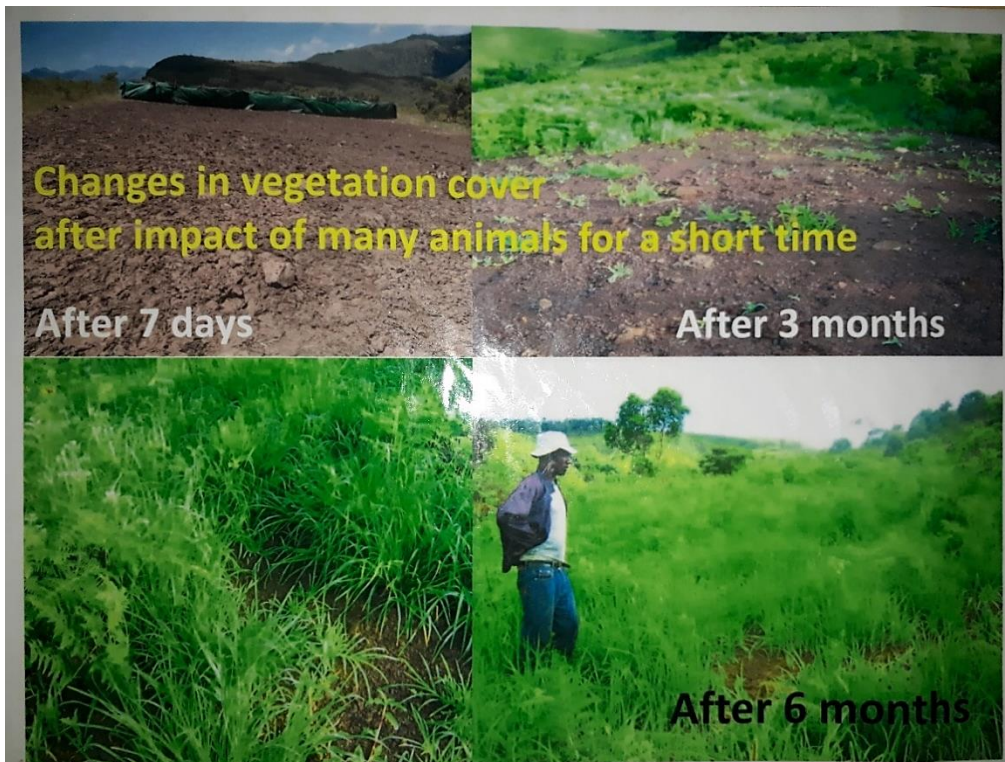 Changes in vegetation cover
after impact of many animals for a short time
After 7 days
After 3 months
After 6 months